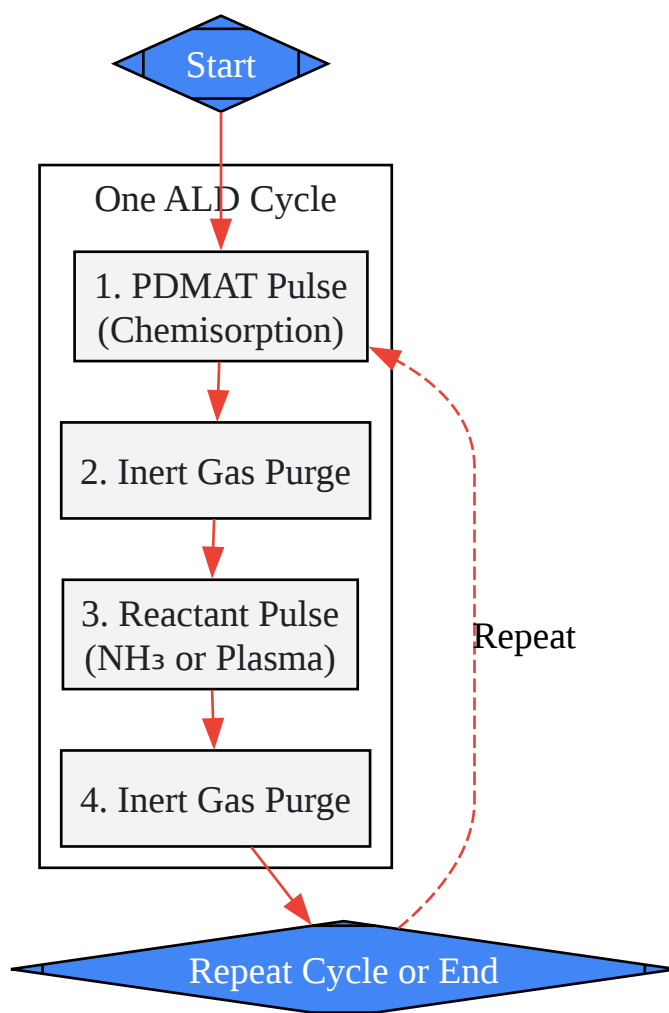 Start
One ALD Cycle
1. PDMAT Pulse
(Chemisorption)
2. Inert Gas Purge
3. Reactant Pulse
(NH₃ or Plasma)
Repeat
4. Inert Gas Purge
Repeat Cycle or End